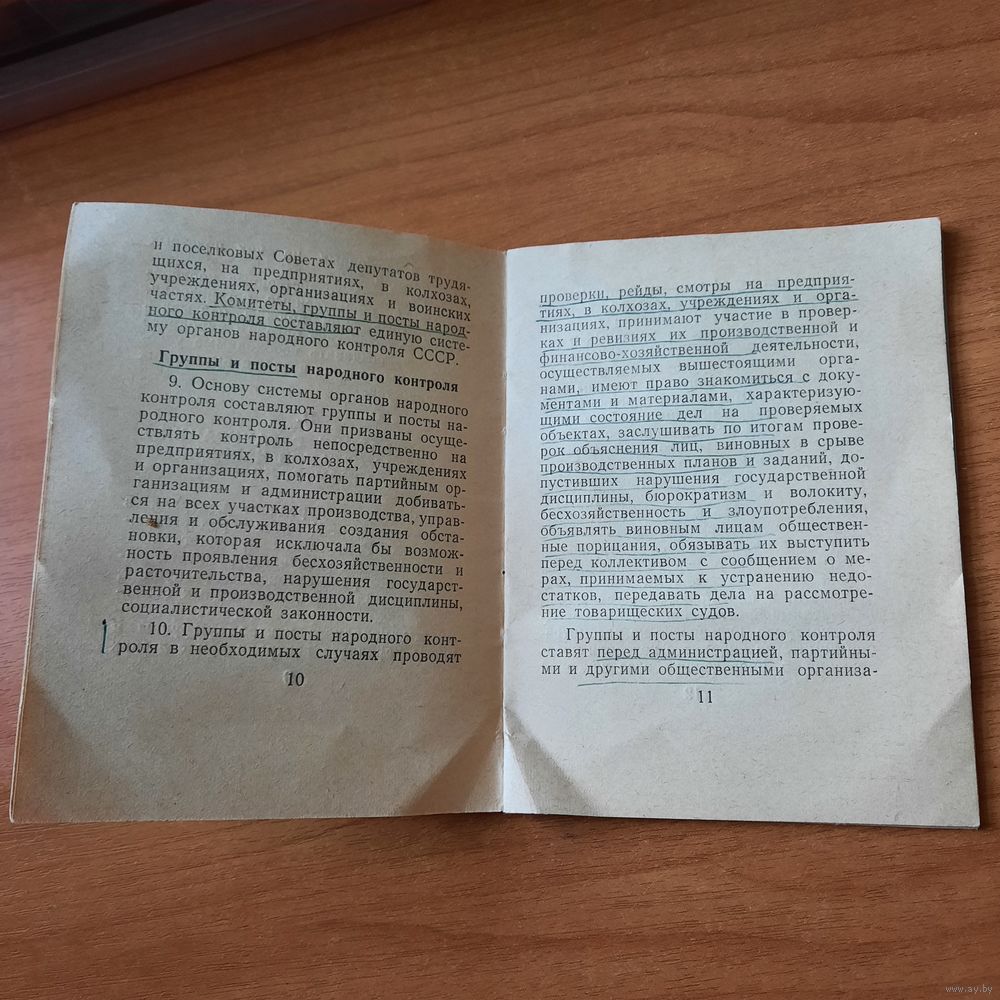 и поселковых Советах депутатов трудя-
щихся, на предприятиях, в колхозах,
учреждениях, организациях и воинских
частях. Комитеты, группы и посты народ-
ного контроля составляют единую систе-
му органов народного контроля СССР.
Группы и посты народного контроля
9. Основу системы органов народного
контроля составляют группы и посты на-
родного контроля. Они призваны осуще-
ствлять контроль непосредственно на
предприятиях, в колхозах, учреждениях
и организациях, помогать партийным ор-
ганизациям и администрации добивать-
ся на всех участках производства, управ-
ления и обслуживания создания обста-
новки, которая исключала бы возмож-
ность проявления бесхозяйственности и
расточительства, нарушения государст-
венной и производственной дисциплины,
социалистической законности.
10. Группы и посты народного конт-
роля в необходимых случаях проводят
10
проверки, рейды, смотры на предприя-
тиях, в колхозах, учреждениях и орга-
низациях, принимают участие в провер-
ках и ревизиях их производственной и
финансово-хозяйственной деятельности,
осуществляемых вышестоящими орга-
нами, имеют право знакомиться с доку-
ментами и материалами, характеризую-
щими состояние дел на проверяемых
объектах, заслушивать по итогам прове-
рок объяснения лиц, виновных в срыве
производственных планов и заданий, до-
пустивших нарушения государственной
дисциплины, бюрократизм и волокиту,
бесхозяйственность и злоупотребления,
объявлять виновным лицам обществен-
ные порицания, обязывать их выступить
перед коллективом с сообщением о ме-
рах, принимаемых к устранению недо-
статков, передавать дела на рассмотре-
ние товарищеских судов.
Группы и посты народного контроля
ставят перед администрацией, партийны-
ми и другими общественными организа-
11
www.ay.by